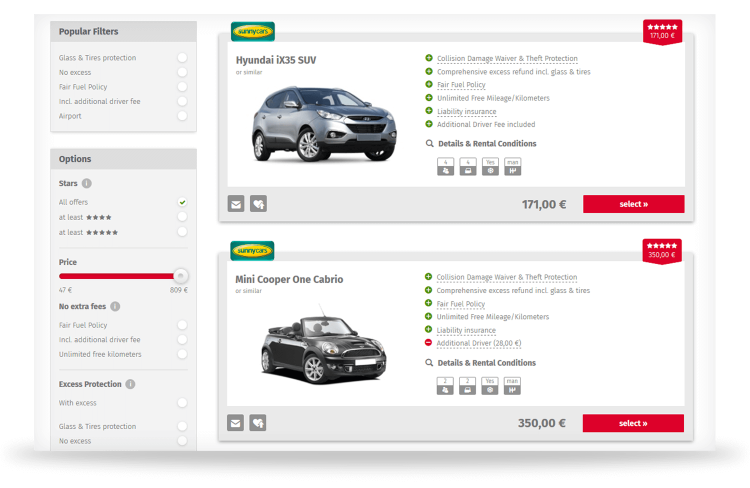 Popular Filters
Glass & Tires protection
No excess
Fair Fuel Policy
Incl. additional driver fee
Airport
Options
Stars i
All offers
at least ★★★★
at least ★★★★★
Price
47 € 809 €
No extra fees i
Fair Fuel Policy
Incl. additional driver fee
Unlimited free kilometers
Excess Protection i
With excess
Glass & Tires protection
No excess
sunnycars
★★★★★
171,00 €
Hyundai iX35 SUV
or similar
Collision Damage Waiver & Theft Protection
Comprehensive excess refund incl. glass & tires
Fair Fuel Policy
Unlimited Free Mileage/Kilometers
Liability insurance
Additional Driver Fee included
Details & Rental Conditions
4 4 Yes man
171,00 € select »
sunnycars
★★★★★
350,00 €
Mini Cooper One Cabrio
or similar
Collision Damage Waiver & Theft Protection
Comprehensive excess refund incl. glass & tires
Fair Fuel Policy
Unlimited Free Mileage/Kilometers
Liability insurance
Additional Driver (28,00 €)
Details & Rental Conditions
2 2 Yes man
350,00 € select »